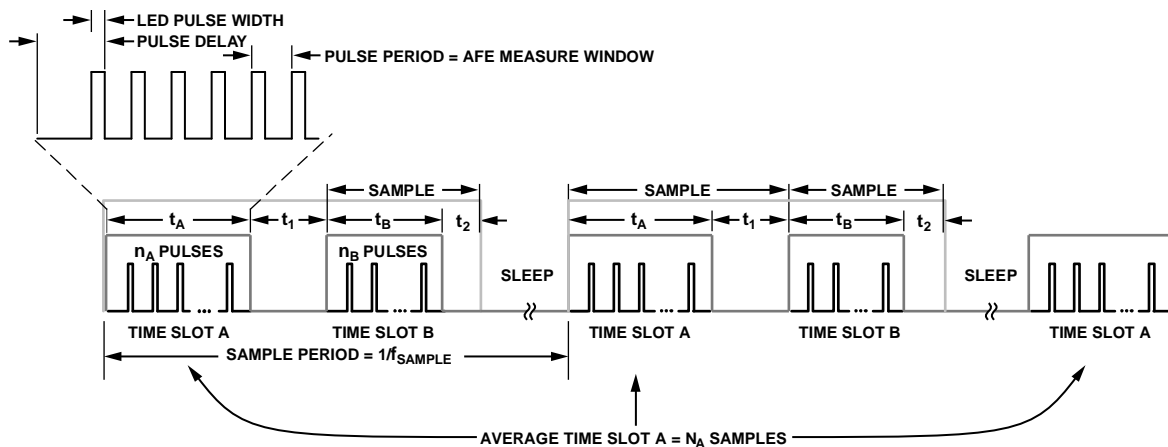 LED PULSE WIDTH
PULSE DELAY
PULSE PERIOD = AFE MEASURE WINDOW
SAMPLE
SAMPLE
SAMPLE
tA
t1
tB
t2
tA
t1
tB
t2
nA PULSES
nB PULSES
SLEEP
SLEEP
...
...
...
...
...
TIME SLOT A
TIME SLOT B
TIME SLOT A
TIME SLOT B
TIME SLOT A
SAMPLE PERIOD = 1/fSAMPLE
AVERAGE TIME SLOT A = NA SAMPLES